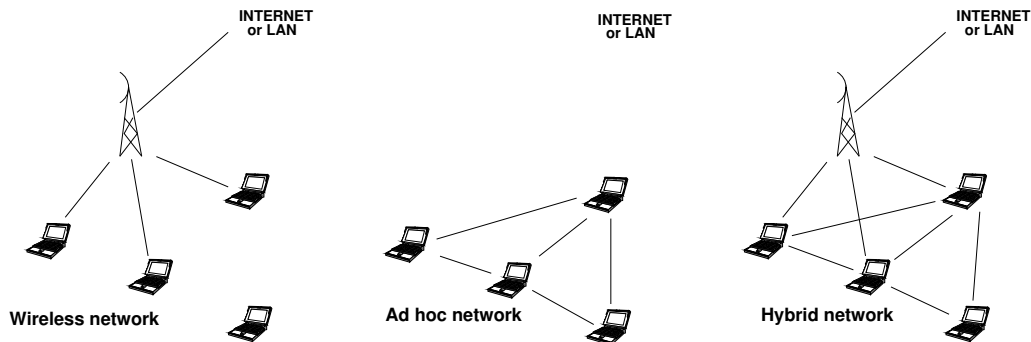 INTERNET
or LAN
INTERNET
or LAN
INTERNET
or LAN
Wireless network
Ad hoc network
Hybrid network